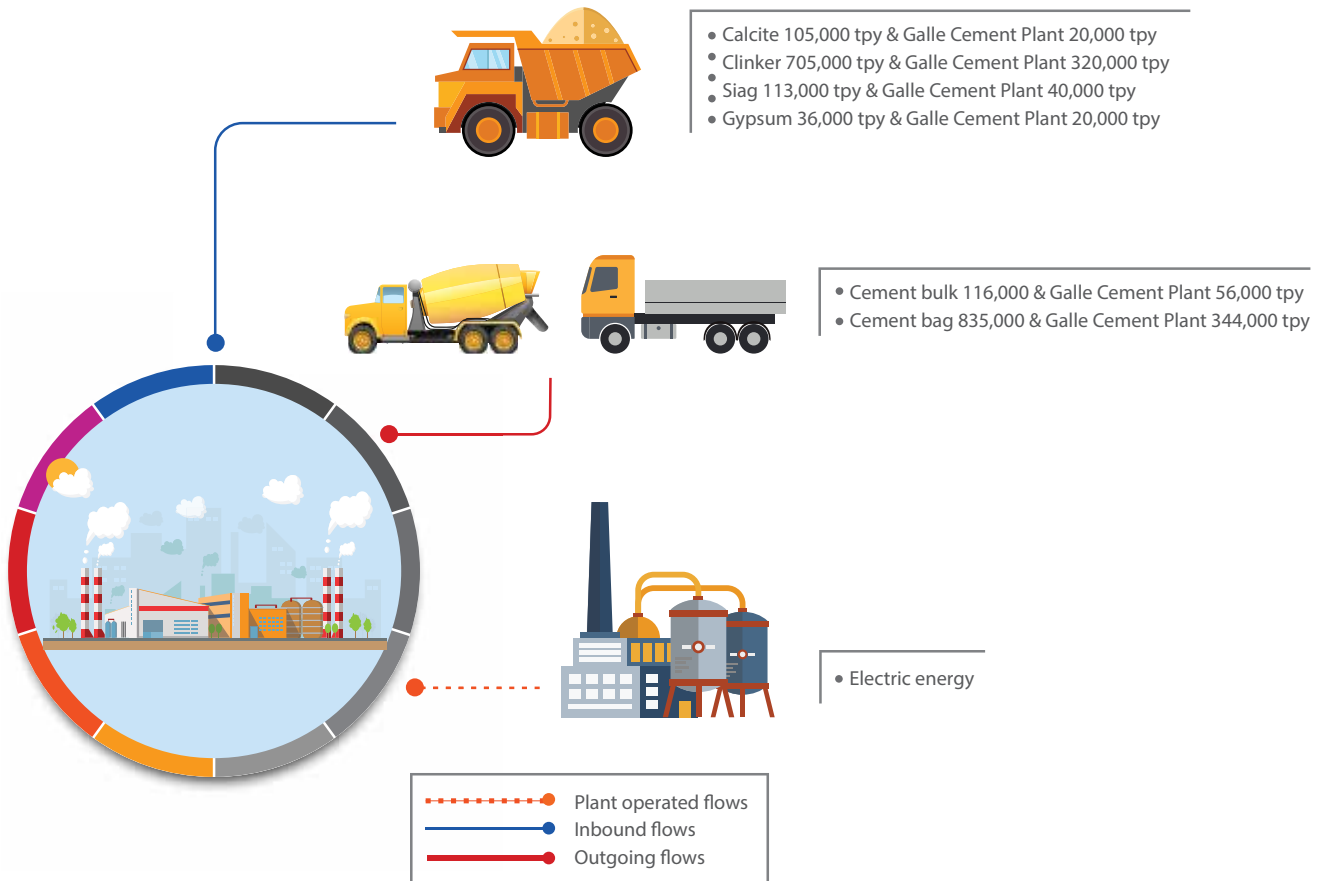 • Calcite 105,000 tpy & Galle Cement Plant 20,000 tpy
• Clinker 705,000 tpy & Galle Cement Plant 320,000 tpy
• Siag 113,000 tpy & Galle Cement Plant 40,000 tpy
• Gypsum 36,000 tpy & Galle Cement Plant 20,000 tpy
• Cement bulk 116,000 & Galle Cement Plant 56,000 tpy
• Cement bag 835,000 & Galle Cement Plant 344,000 tpy
• Electric energy
Plant operated flows
Inbound flows
Outgoing flows